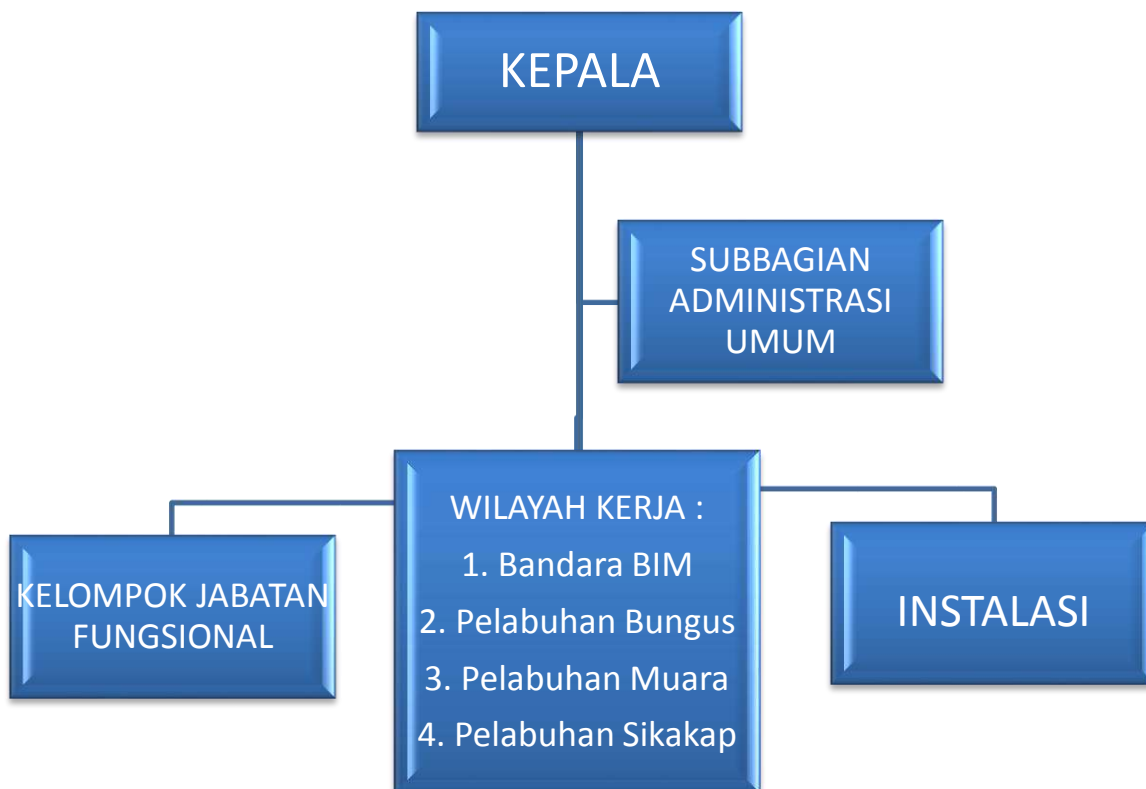 KEPALA
SUBBAGIAN
ADMINISTRASI
UMUM
WILAYAH KERJA :
1. Bandara BIM
2. Pelabuhan Bungus
3. Pelabuhan Muara
4. Pelabuhan Sikakap
KELOMPOK JABATAN
FUNGSIONAL
INSTALASI